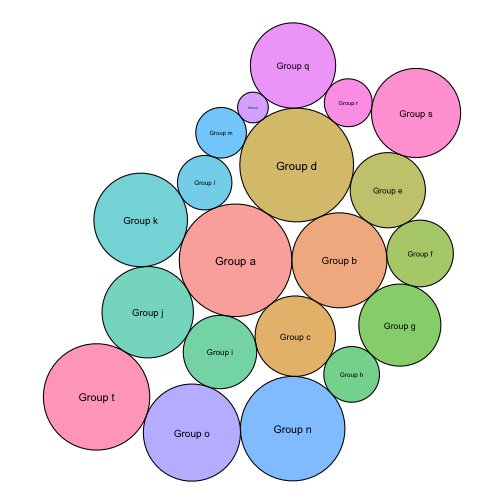 Group q
Group r
Group s
Group m
Group d
Group l
Group e
Group k
Group f
Group a
Group b
Group j
Group g
Group c
Group i
Group h
Group t
Group n
Group o